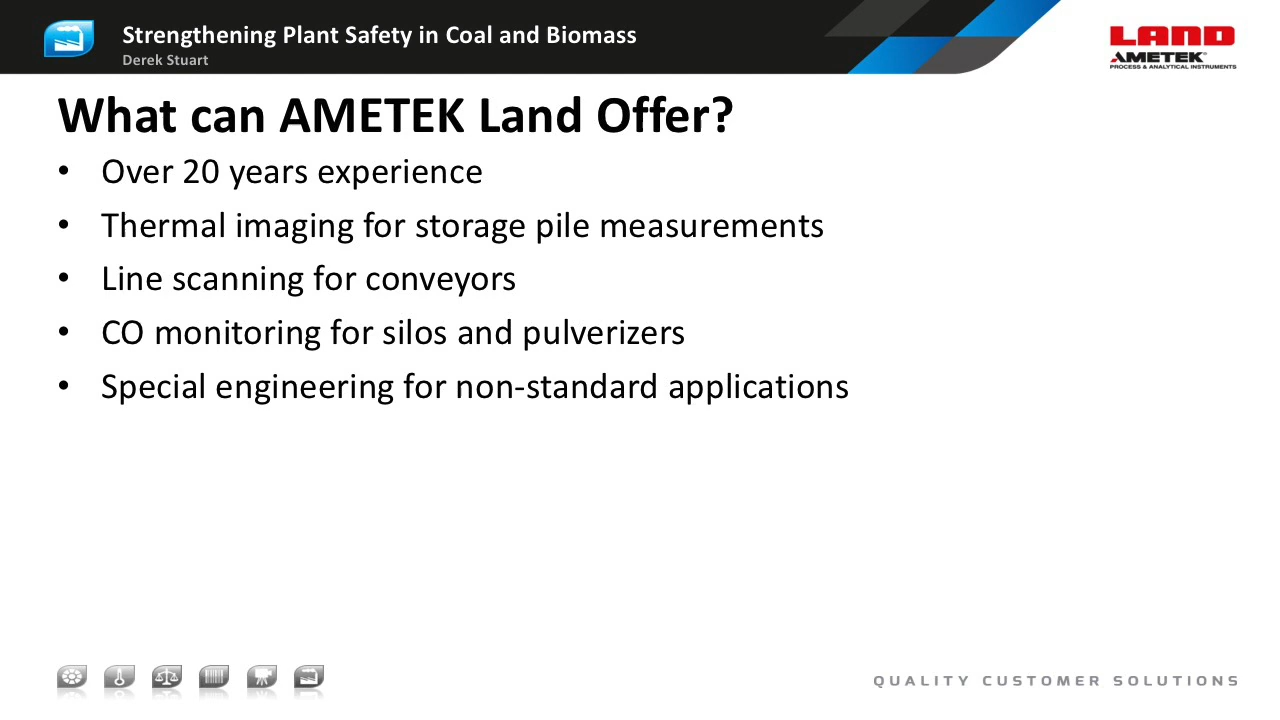 Strengthening Plant Safety in Coal and Biomass
Derek Stuart
LAND
AMETEK®
PROCESS & ANALYTICAL INSTRUMENTS
What can AMETEK Land Offer?
• Over 20 years experience
• Thermal imaging for storage pile measurements
• Line scanning for conveyors
• CO monitoring for silos and pulverizers
• Special engineering for non-standard applications
QUALITY CUSTOMER SOLUTIONS